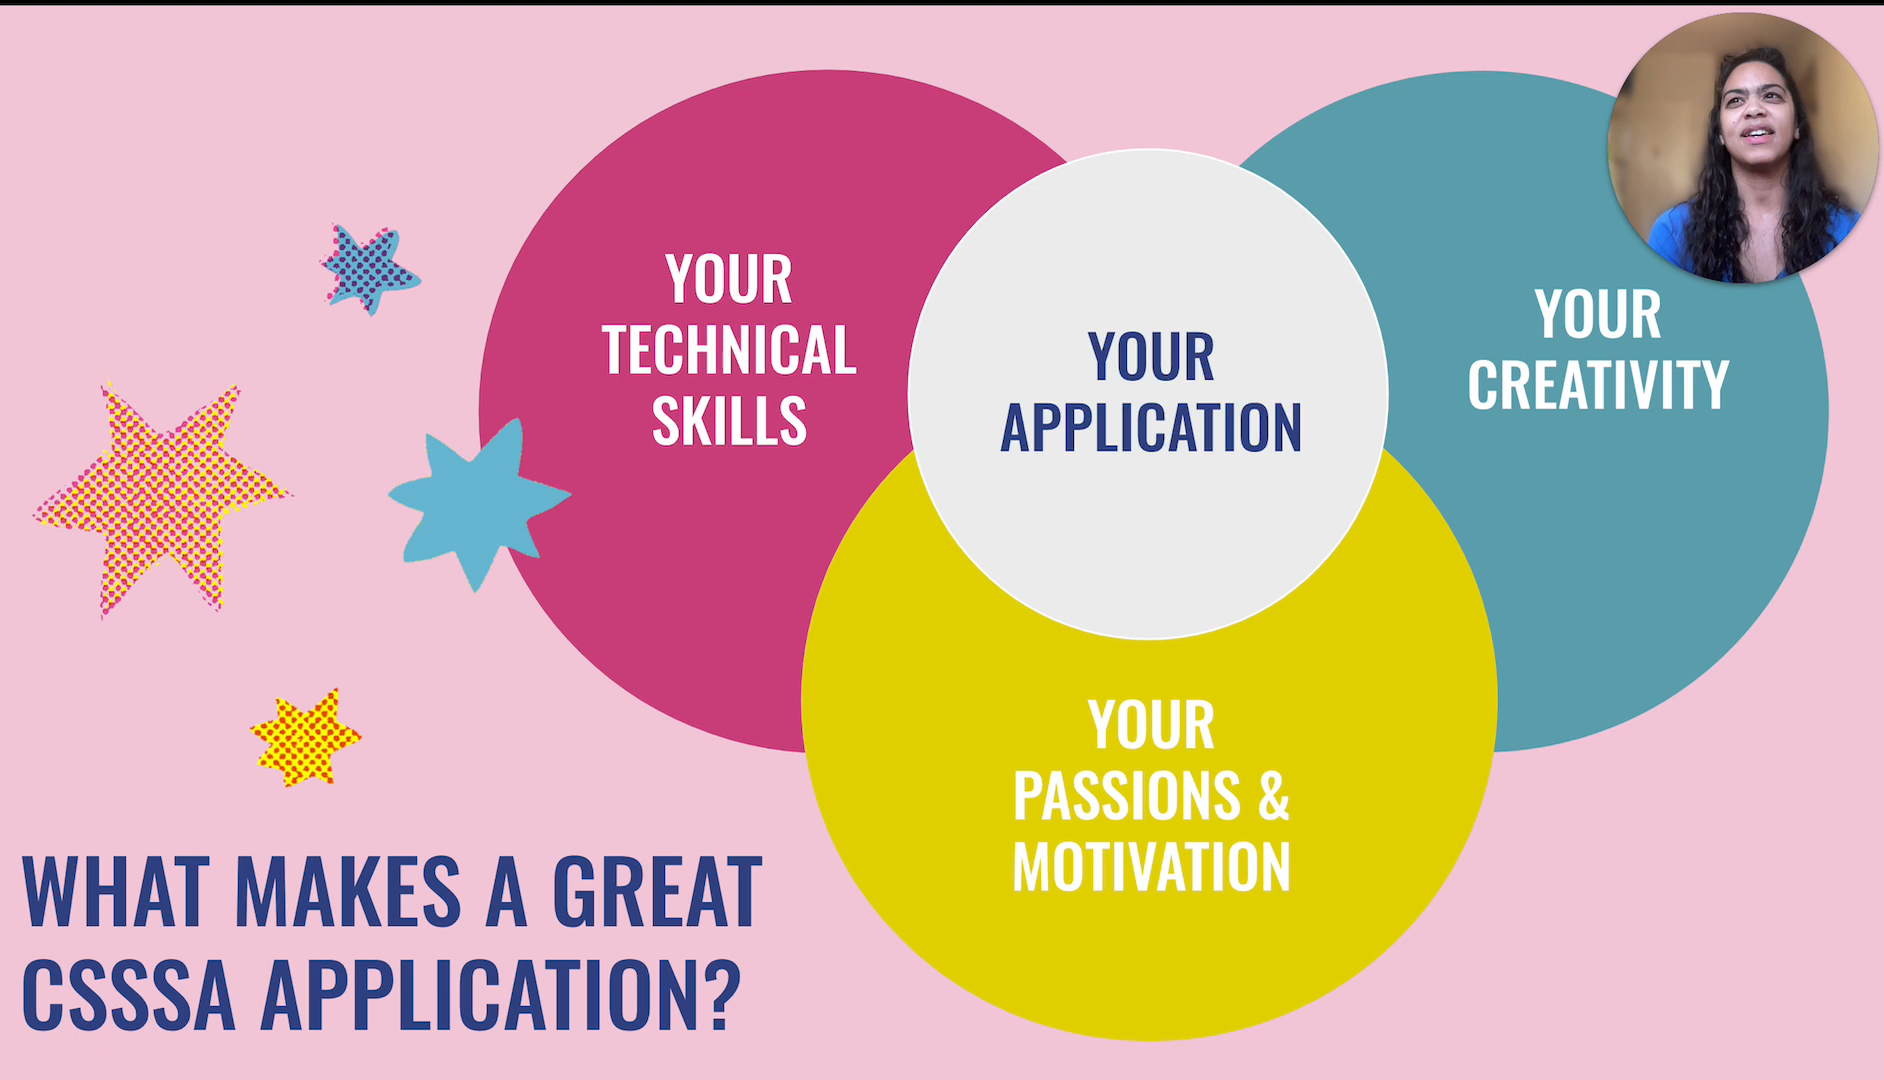 YOUR
TECHNICAL
SKILLS
YOUR
APPLICATION
YOUR
CREATIVITY
YOUR
PASSIONS &
MOTIVATION
WHAT MAKES A GREAT
CSSSA APPLICATION?